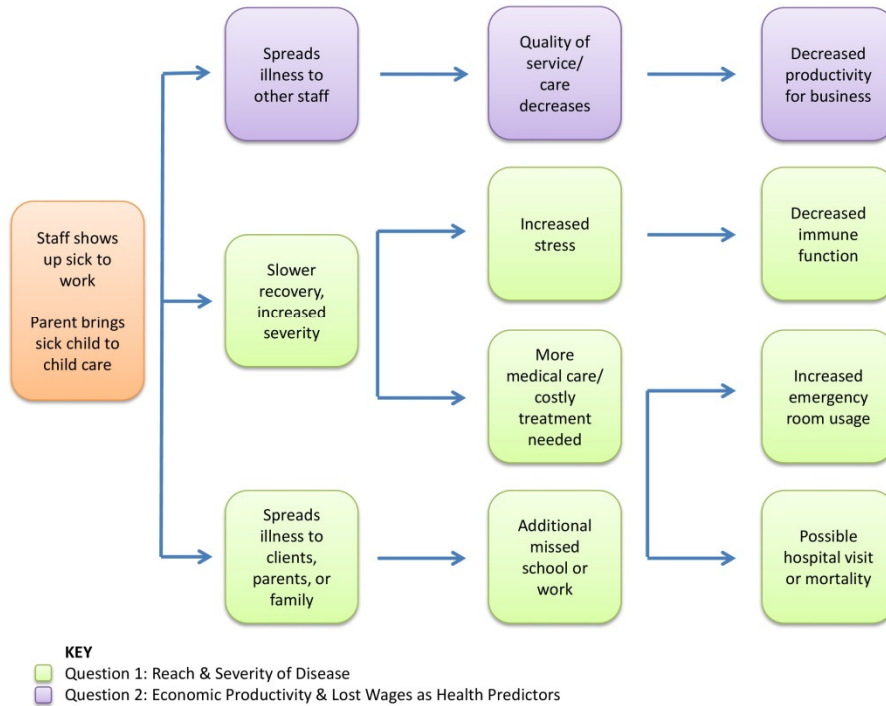 Spreads
illness to
other staff
Quality of
service/
care
decreases
Decreased
productivity
for business
Staff shows
up sick to
work
Parent brings
sick child to
child care
Slower
recovery,
increased
severity
Increased
stress
Decreased
immune
function
More
medical care/
costly
treatment
needed
Increased
emergency
room usage
Spreads
illness to
clients,
parents, or
family
Additional
missed
school or
work
Possible
hospital visit
or mortality
KEY
Question 1: Reach & Severity of Disease
Question 2: Economic Productivity & Lost Wages as Health Predictors